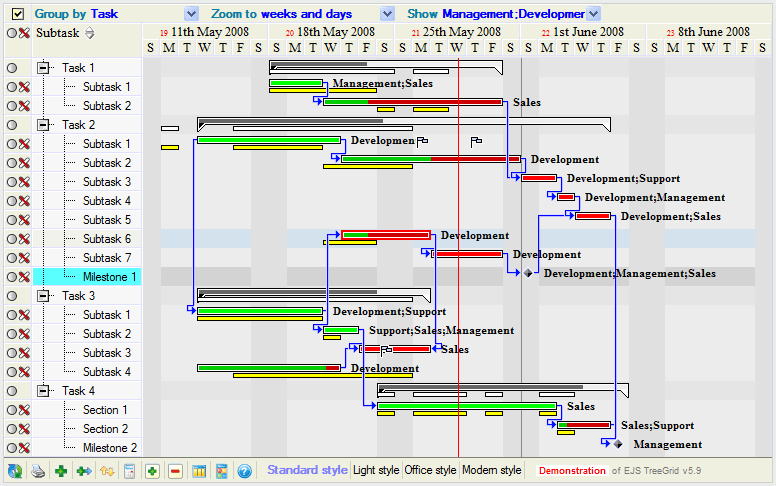 Group by Task Zoom to weeks and days Show Management;Developmer
Subtask 19 11th May 2008 20 18th May 2008 21 25th May 2008 22 1st June 2008 23 8th June 2008
S M T W T F S S M T W T F S S M T W T F S S M T W T F S S M T W T F S
Task 1
Subtask 1 Management;Sales
Subtask 2 Sales
Task 2
Subtask 1 Developmen
Subtask 2 Development
Subtask 3 Development;Support
Subtask 4 Development;Management
Subtask 5 Development;Sales
Subtask 6 Development
Subtask 7 Development
Milestone 1 Development;Management;Sales
Task 3
Subtask 1 Development;Support
Subtask 2 Support;Sales;Management
Subtask 3 Sales
Subtask 4 Development
Task 4
Section 1 Sales
Section 2 Sales;Support
Milestone 2 Management
Standard style Light style Office style Modern style Demonstration of EJS TreeGrid v5.9